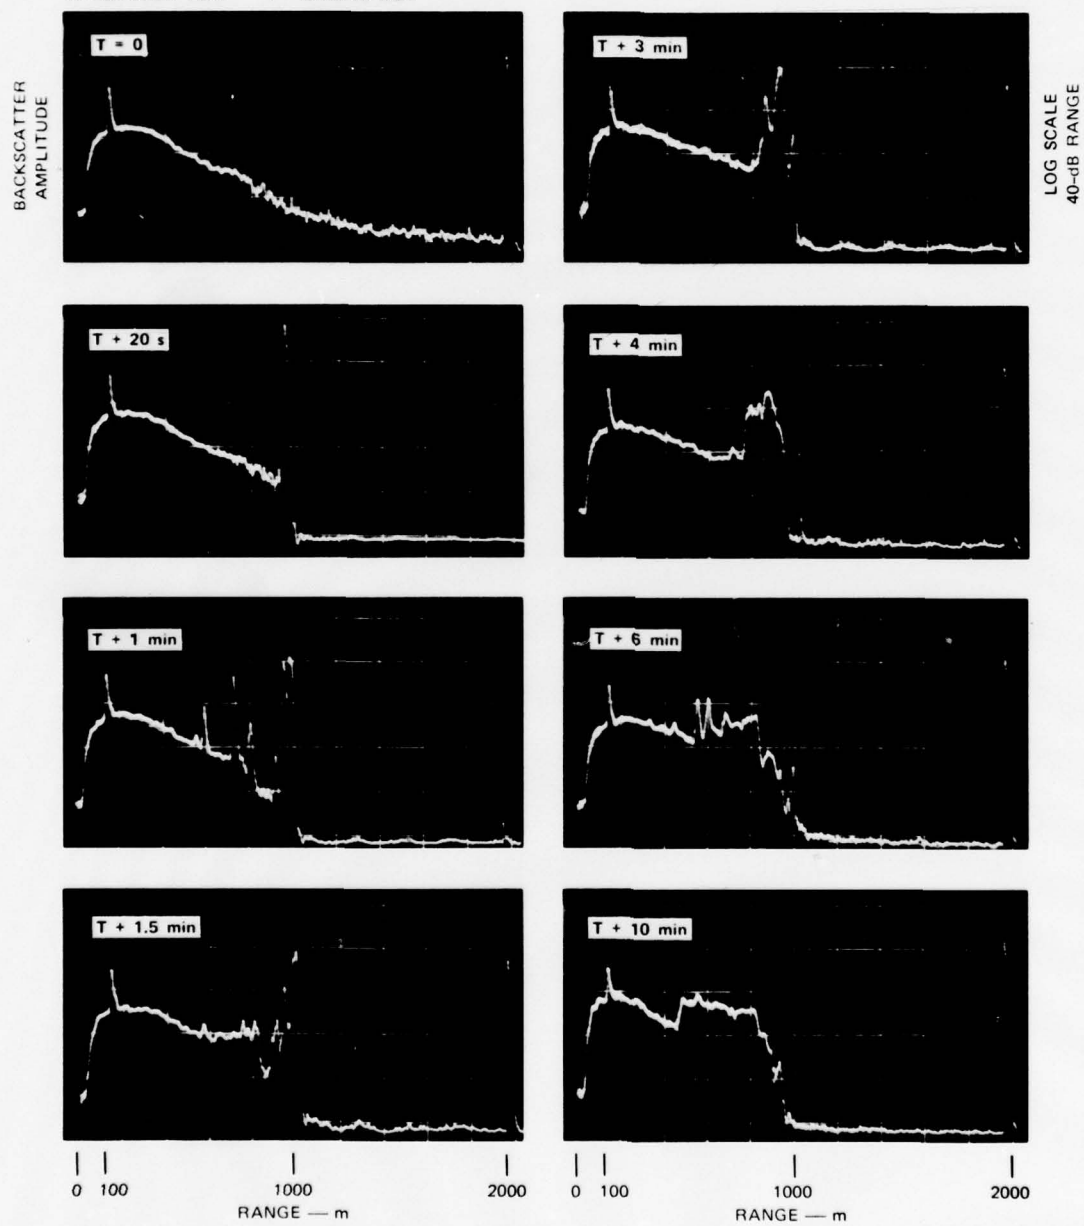 T = 0
T + 3 min
BACKSCATTER
AMPLITUDE
LOG SCALE
40-dB RANGE
T + 20 s
T + 4 min
T + 1 min
T + 6 min
T + 1.5 min
T + 10 min
0 100 1000 2000
RANGE — m
0 100 1000 2000
RANGE — m